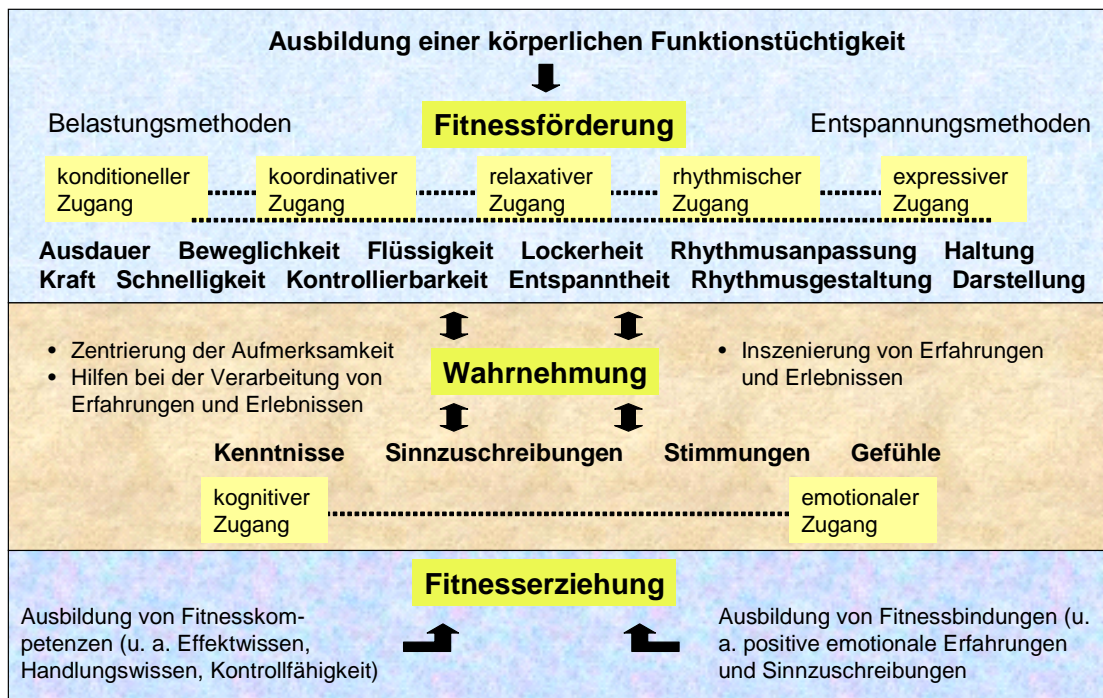 Ausbildung einer körperlichen Funktionstüchtigkeit
Belastungsmethoden
Fitnessförderung
Entspannungsmethoden
konditioneller
Zugang
koordinativer
Zugang
relaxativer
Zugang
rhythmischer
Zugang
expressiver
Zugang
Ausdauer Beweglichkeit Flüssigkeit Lockerheit Rhythmusanpassung Haltung
Kraft Schnelligkeit Kontrollierbarkeit Entspanntheit Rhythmusgestaltung Darstellung
• Zentrierung der Aufmerksamkeit
• Hilfen bei der Verarbeitung von
Erfahrungen und Erlebnissen
Wahrnehmung
• Inszenierung von Erfahrungen
und Erlebnissen
Kenntnisse Sinnzuschreibungen Stimmungen Gefühle
kognitiver
Zugang
emotionaler
Zugang
Fitnesserziehung
Ausbildung von Fitnesskom-
petenzen (u. a. Effektwissen,
Handlungswissen, Kontrollfähigkeit)
Ausbildung von Fitnessbindungen (u.
a. positive emotionale Erfahrungen
und Sinnzuschreibungen